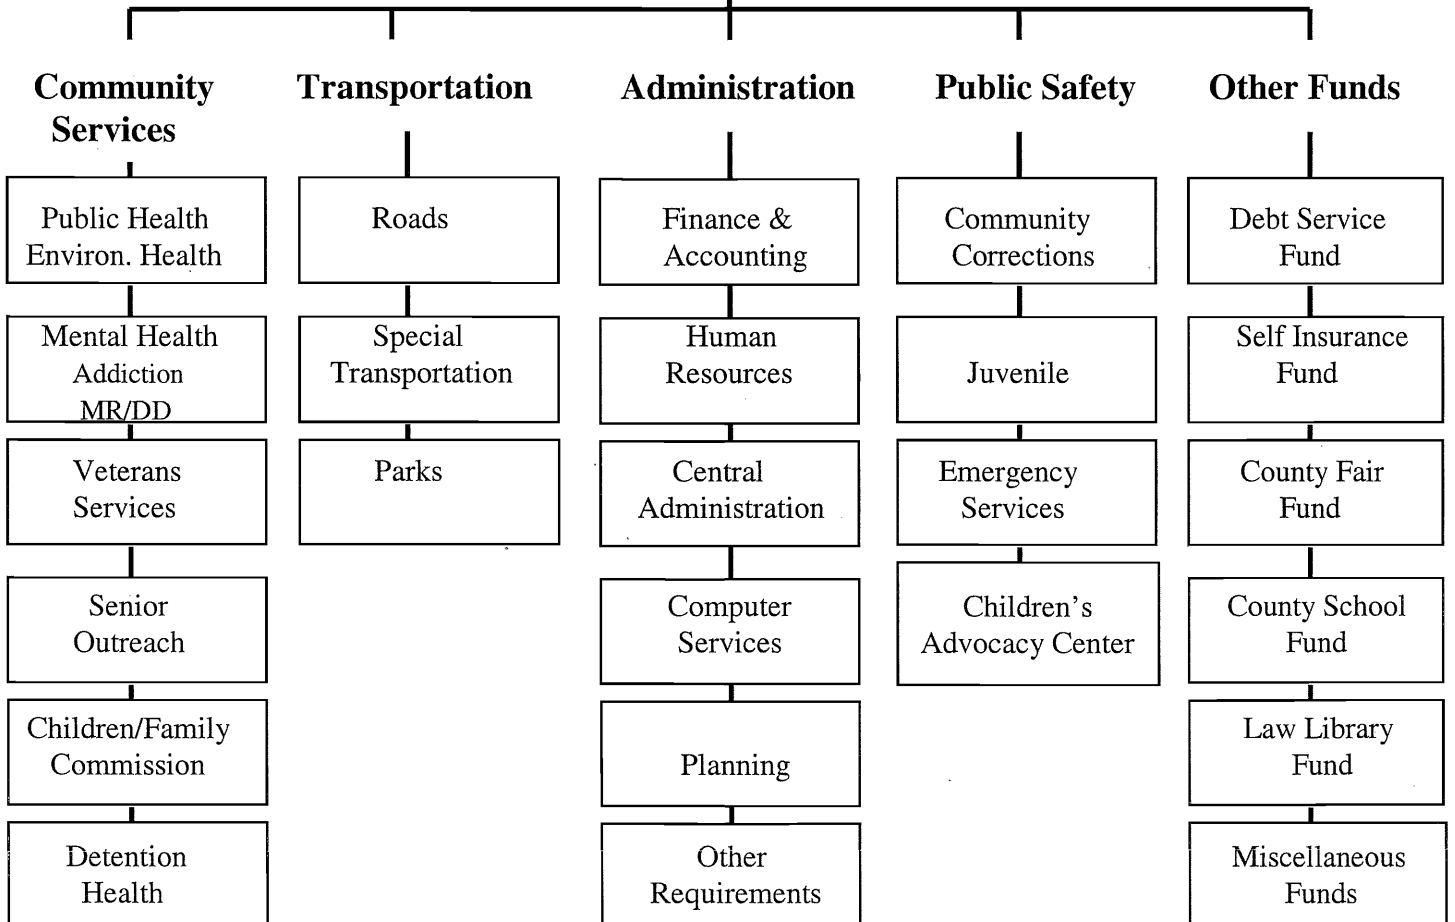 Community
Services
Public Health
Environ. Health
Mental Health
Addiction
MR/DD
Veterans
Services
Senior
Outreach
Children/Family
Commission
Detention
Health
Transportation
Roads
Special
Transportation
Parks
Administration
Finance &
Accounting
Human
Resources
Central
Administration
Computer
Services
Planning
Other
Requirements
Public Safety
Community
Corrections
Juvenile
Emergency
Services
Children's
Advocacy Center
Other Funds
Debt Service
Fund
Self Insurance
Fund
County Fair
Fund
County School
Fund
Law Library
Fund
Miscellaneous
Funds